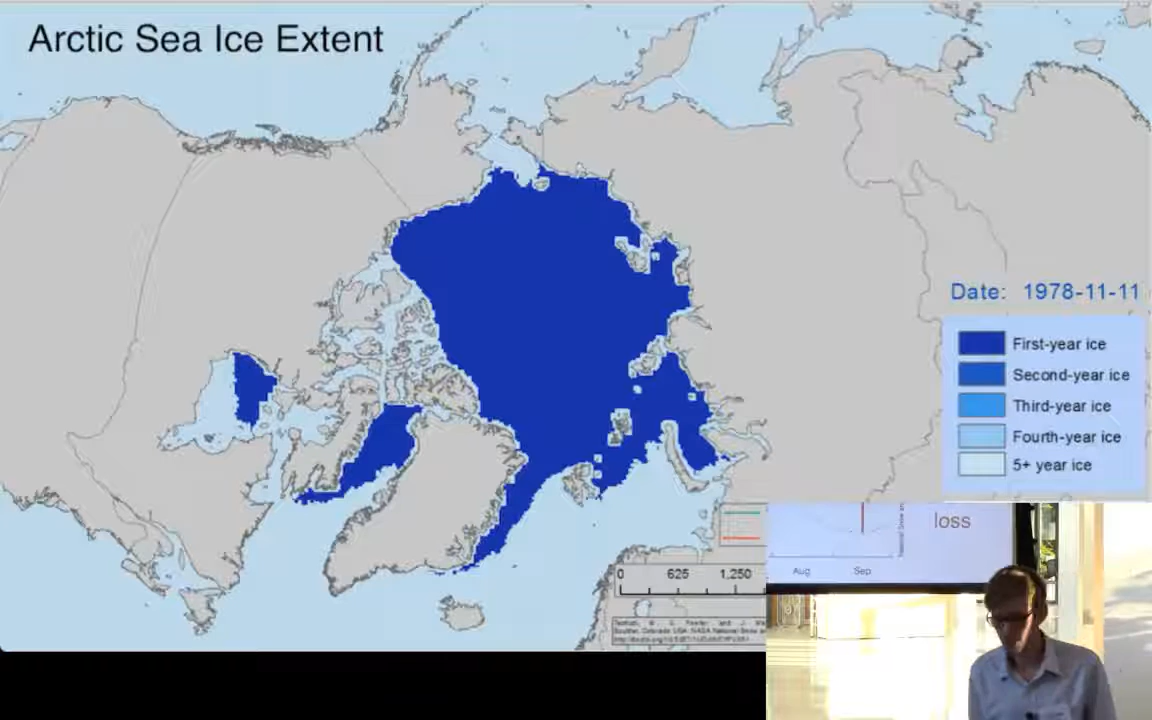 Arctic Sea Ice Extent
Date: 1978-11-11
First-year ice
Second-year ice
Third-year ice
Fourth-year ice
5+ year ice
loss
Aug Sep
0 625 1,250